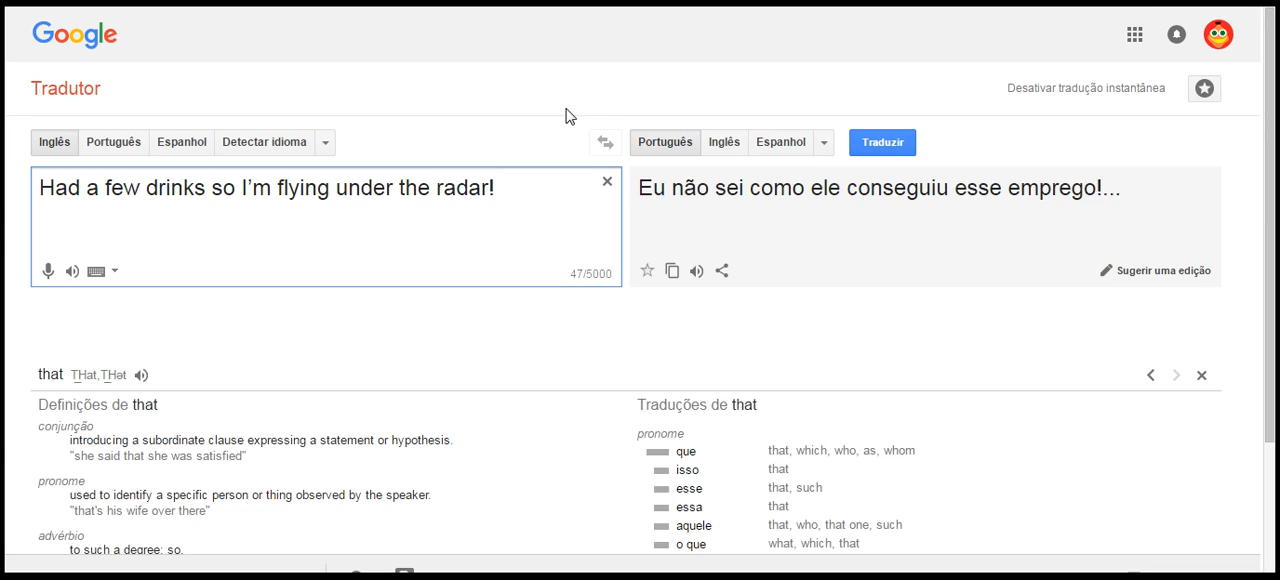 Google
Tradutor
Desativar tradução instantânea
Inglês Português Espanhol Detectar idioma
Português Inglês Espanhol
Traduzir
Had a few drinks so I’m flying under the radar!
47/5000
Eu não sei como ele conseguiu esse emprego!...
Sugerir uma edição
that THat,THət
Definições de that
conjunção
introducing a subordinate clause expressing a statement or hypothesis.
"she said that she was satisfied"
pronome
used to identify a specific person or thing observed by the speaker.
"that's his wife over there"
advérbio
to such a degree; so.
Traduções de that
pronome
que that, which, who, as, whom
isso that
esse that, such
essa that
aquele that, who, that one, such
o que what, which, that